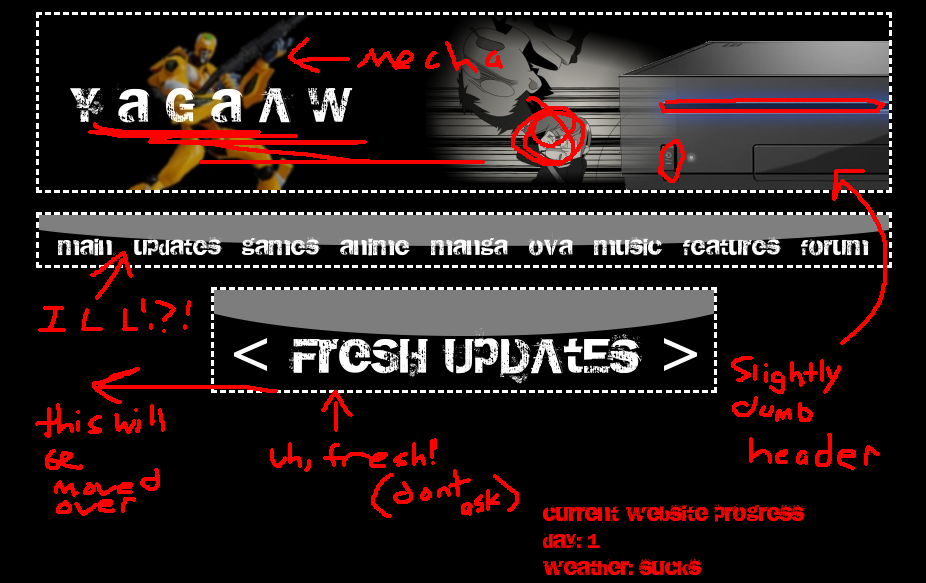 Mecha
YAGAAW
main updates games anime manga ova music features forum
ILL!?!
< FRESH UPDATES >
Slightly
dumb
header
this will
be
moved
over
uh, fresh!
(dont
ask)
current website progress
day: 1
weather: sucks